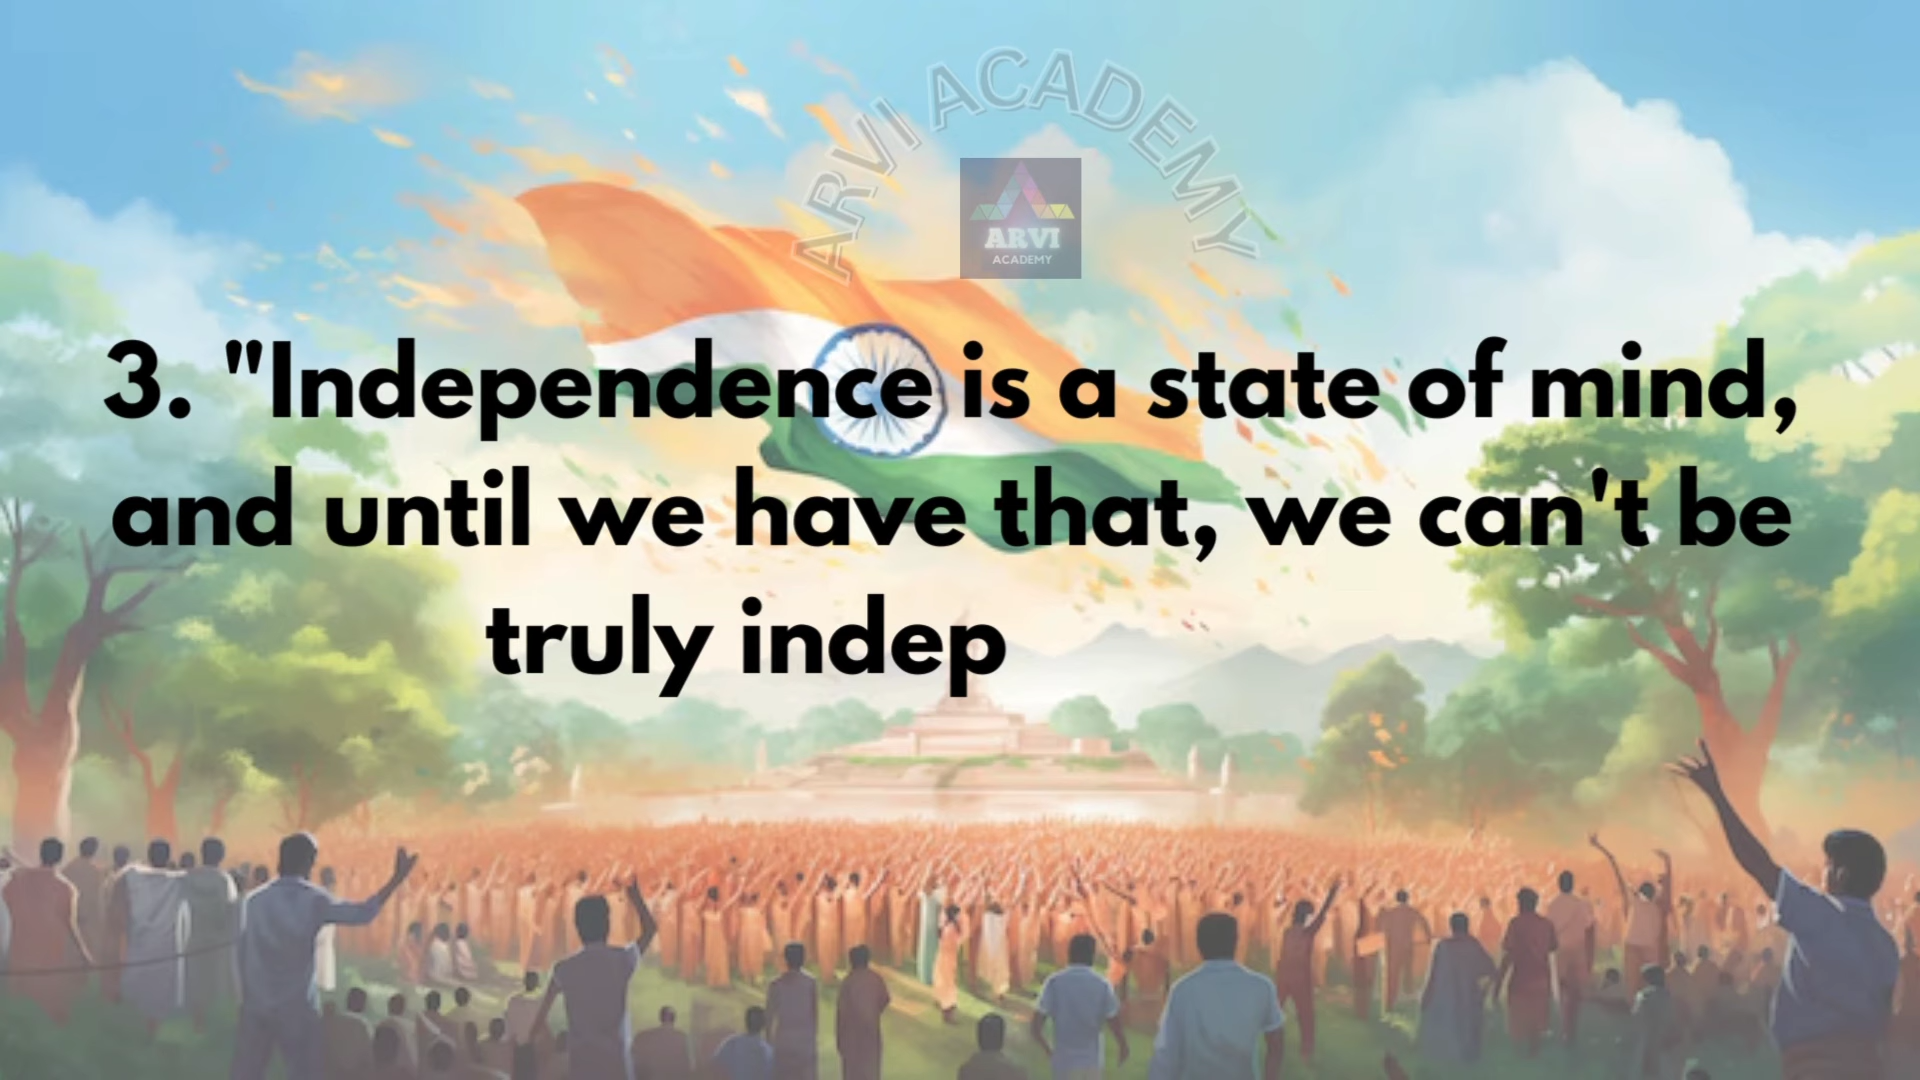 ARVI ACADEMY
ARVI
ACADEMY
3. "Independence is a state of mind,
and until we have that, we can't be
truly indep